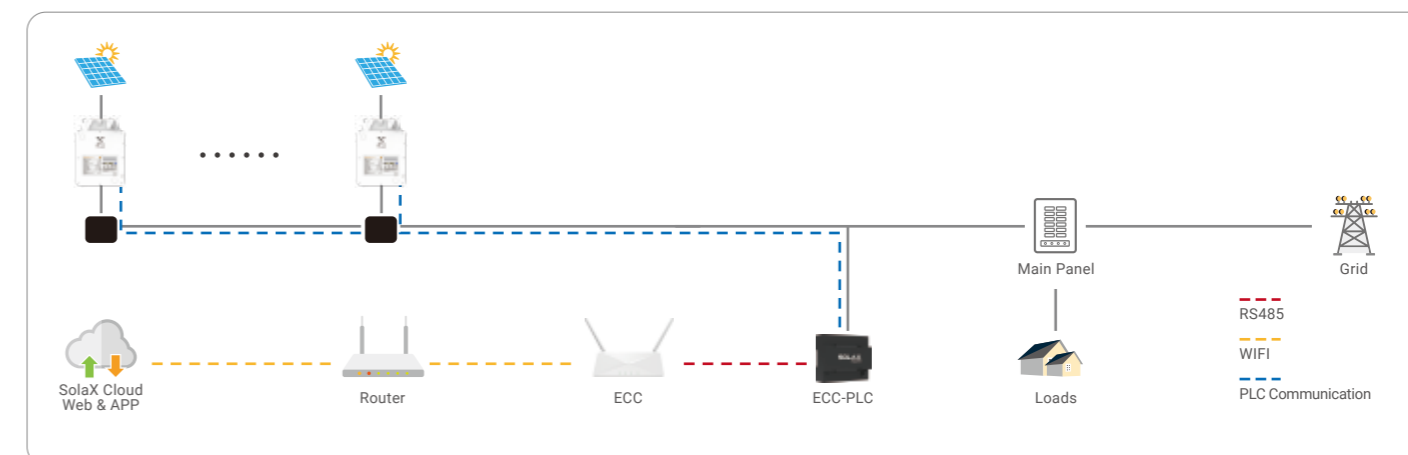 Main Panel
Grid
RS485
WIFI
PLC Communication
SolaX Cloud
Web & APP
Router
ECC
ECC-PLC
Loads